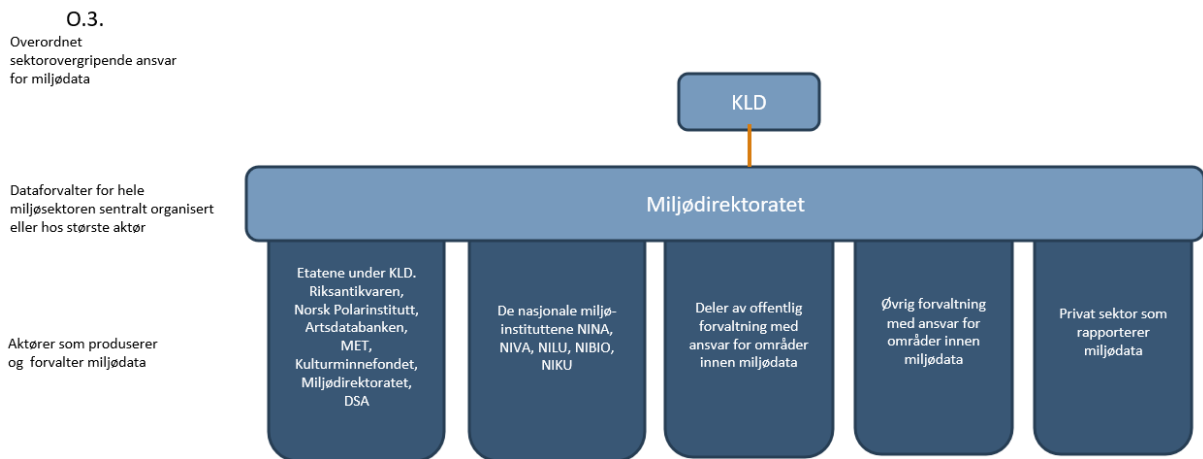 O.3.
Overordnet
sektorovergripende ansvar
for miljødata
KLD
Dataforvalter for hele
miljøsektoren sentralt organisert
eller hos største aktør
Miljødirektoratet
Aktører som produserer
og  forvalter miljødata
Etatene under KLD.
Riksantikvaren,
Norsk Polarinstitutt,
Artsdatabanken,
MET,
Kulturminnefondet,
Miljødirektoratet,
DSA
De nasjonale miljø-
instituttene NINA,
NIVA, NILU, NIBIO,
NIKU
Deler av offentlig
forvaltning med
ansvar for områder
innen miljødata
Øvrig forvaltning
med ansvar for
områder innen
miljødata
Privat sektor som
rapporterer
miljødata